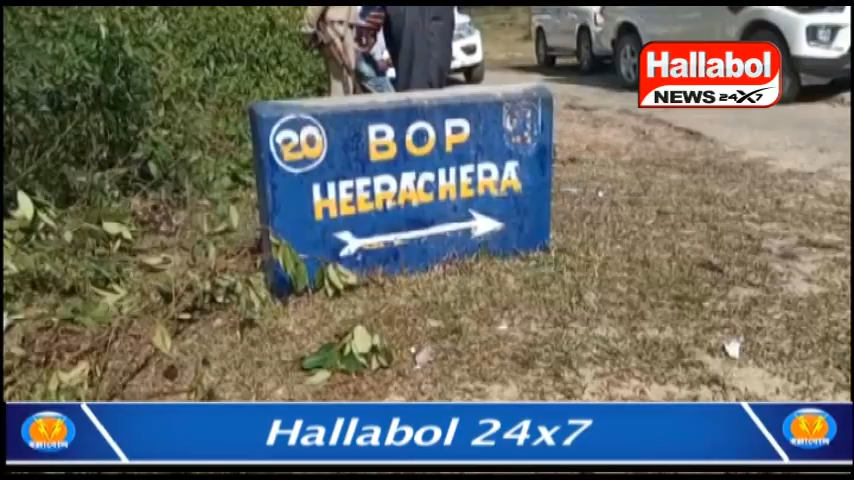 Hallabol
NEWS 24X7
20
BOP
HEERACHERA
Hallabol 24x7